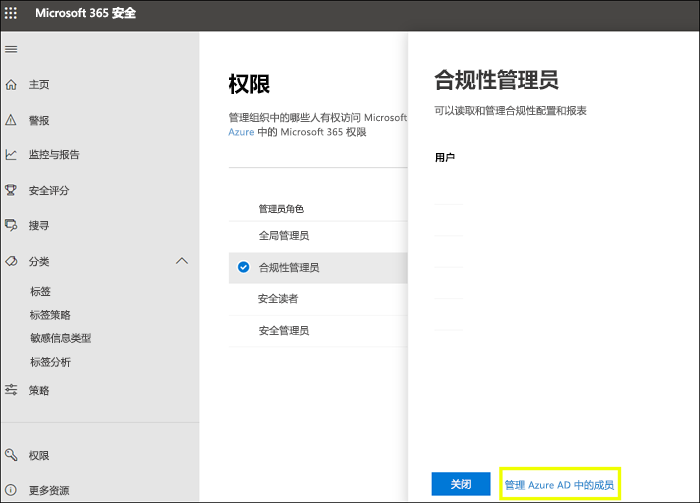 Microsoft 365 安全
主页
警报
监控与报告
安全评分
搜寻
分类
标签
标签策略
敏感信息类型
标签分析
策略
权限
更多资源
权限
管理组织中的哪些人有权访问 Microsoft
Azure 中的 Microsoft 365 权限
管理员角色
全局管理员
合规性管理员
安全读者
安全管理员
合规性管理员
可以读取和管理合规性配置和报表
用户
关闭
管理 Azure AD 中的成员